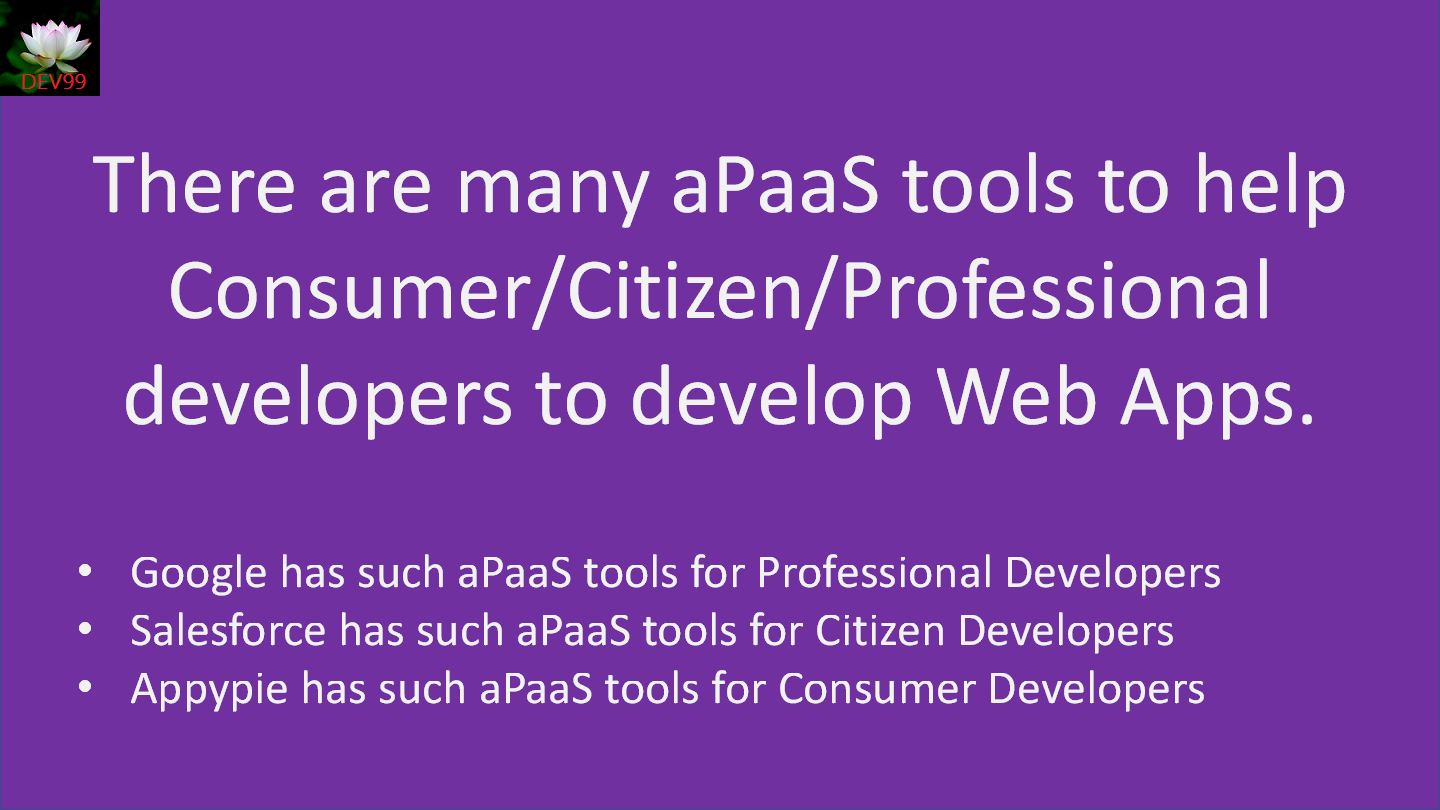 DEV99
There are many aPaaS tools to help
Consumer/Citizen/Professional
developers to develop Web Apps.
• Google has such aPaaS tools for Professional Developers
• Salesforce has such aPaaS tools for Citizen Developers
• Appypie has such aPaaS tools for Consumer Developers